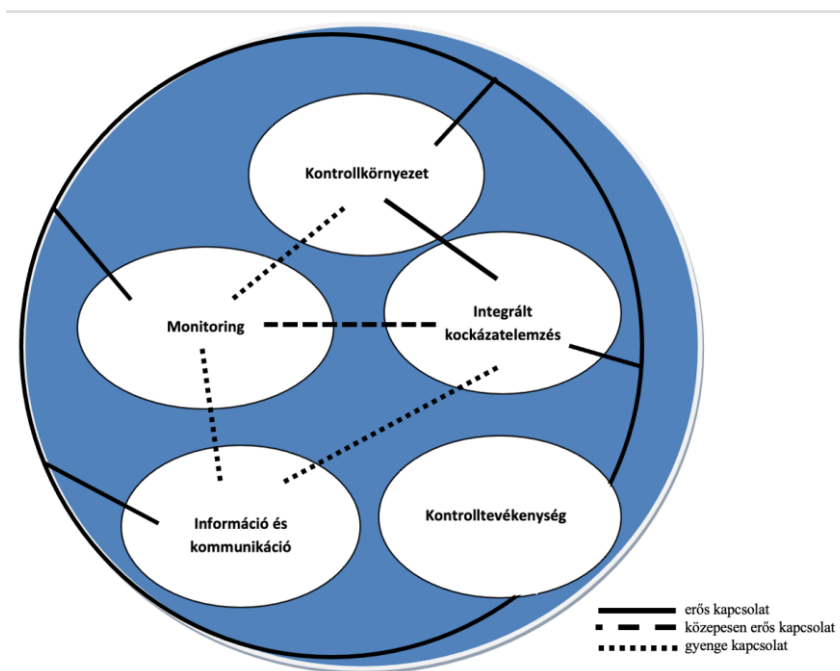 Kontrollkörnyezet
Monitoring
Integrált
kockázatelemzés
Információ és
kommunikáció
Kontrolltevékenység
erős kapcsolat
közepesen erős kapcsolat
gyenge kapcsolat